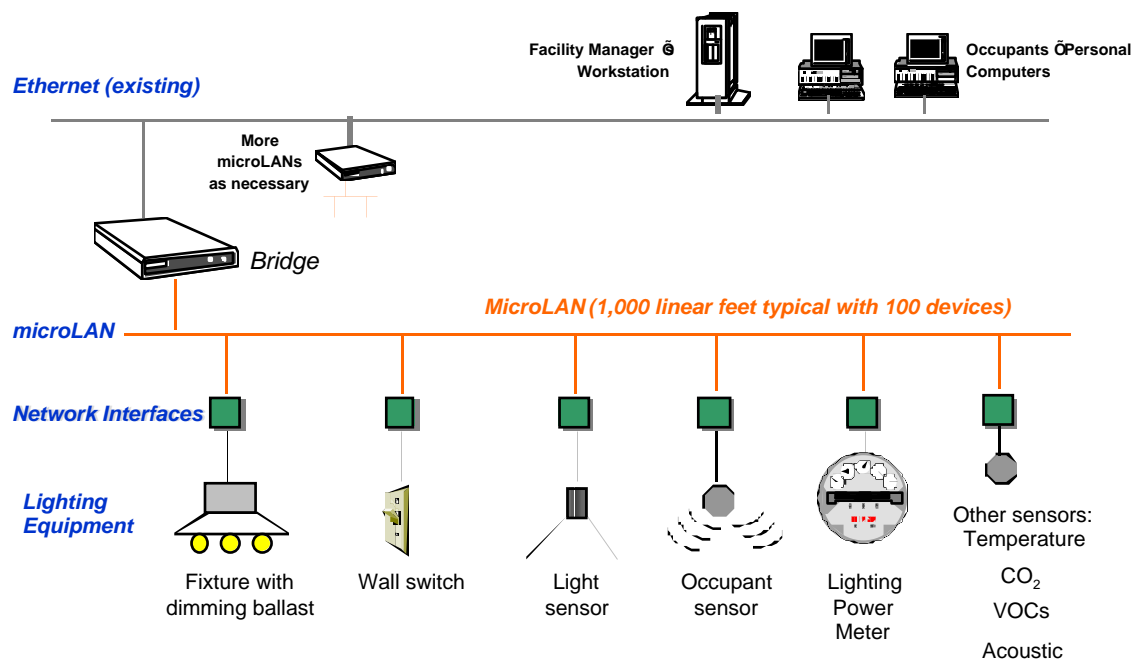 Facility Manager Õs
Workstation
Occupants ÕPersonal
Computers
Ethernet (existing)
More
microLANs
as necessary
Bridge
MicroLAN (1,000 linear feet typical with 100 devices)
microLAN
Network Interfaces
Lighting
Equipment
Fixture with
dimming ballast
Wall switch
Light
sensor
Occupant
sensor
Lighting
Power
Meter
Other sensors:
Temperature
CO₂
VOCs
Acoustic